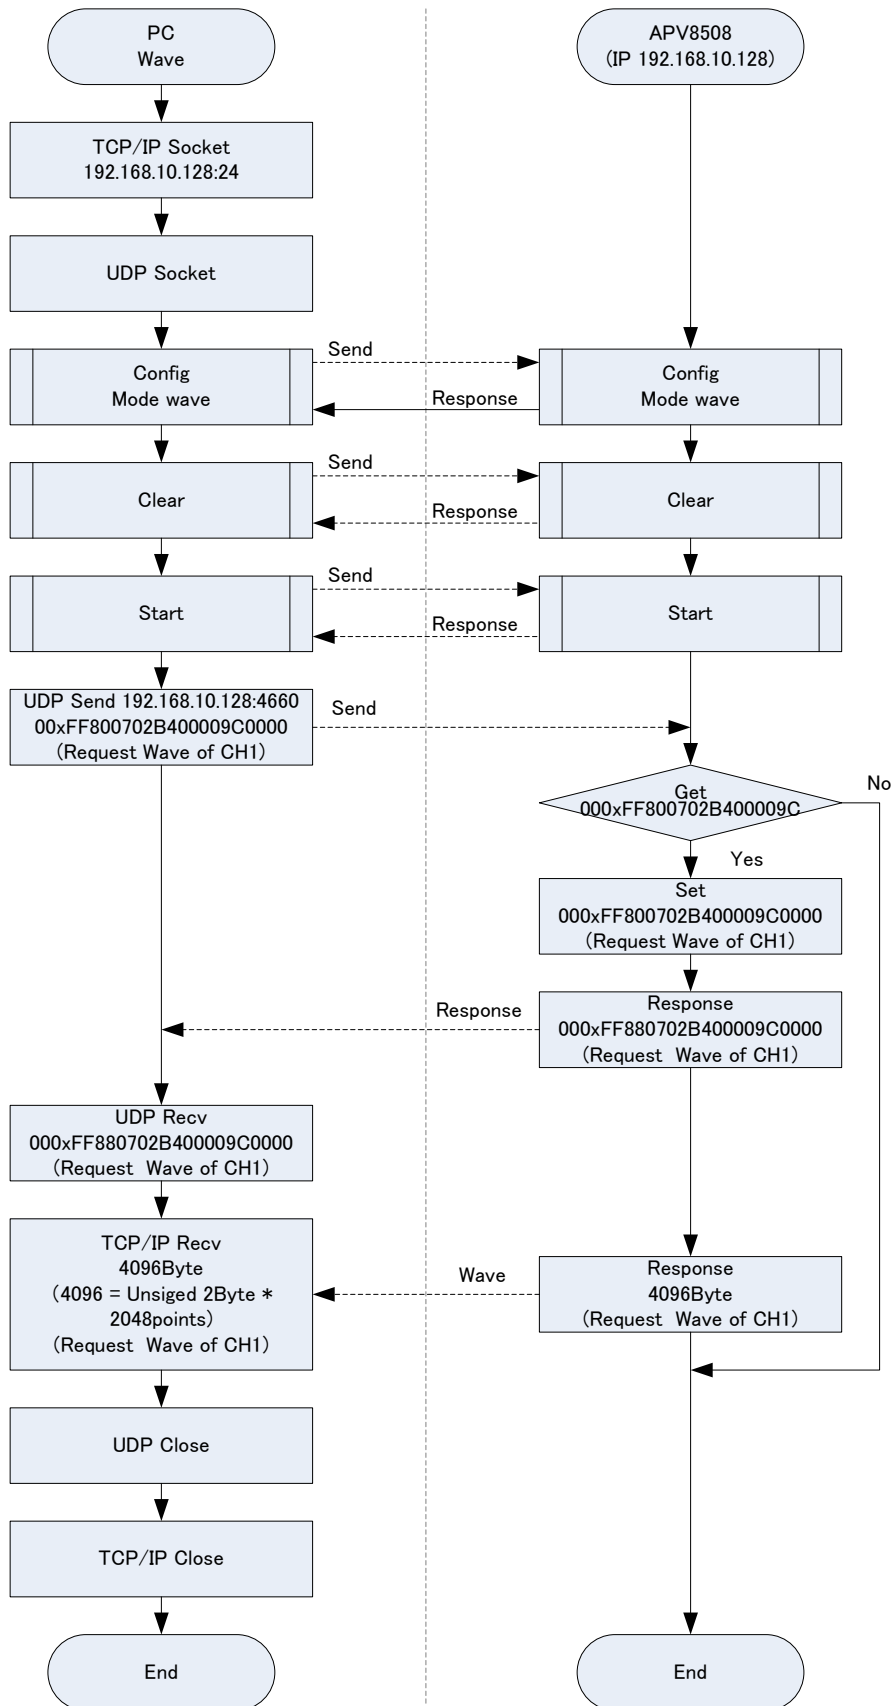 PC
Wave
APV8508
(IP 192.168.10.128)
TCP/IP Socket
192.168.10.128:24
UDP Socket
Config
Mode wave
Send
Response
Config
Mode wave
Clear
Send
Response
Clear
Start
Send
Response
Start
UDP Send 192.168.10.128:4660
00xFF800702B400009C0000
(Request Wave of CH1)
Send
Get
000xFF800702B400009C
No
Yes
Set
000xFF800702B400009C0000
(Request Wave of CH1)
Response
Response
000xFF880702B400009C0000
(Request Wave of CH1)
UDP Recv
000xFF880702B400009C0000
(Request Wave of CH1)
TCP/IP Recv
4096Byte
(4096 = Unsiged 2Byte *
2048points)
(Request Wave of CH1)
Wave
Response
4096Byte
(Request Wave of CH1)
UDP Close
TCP/IP Close
End
End